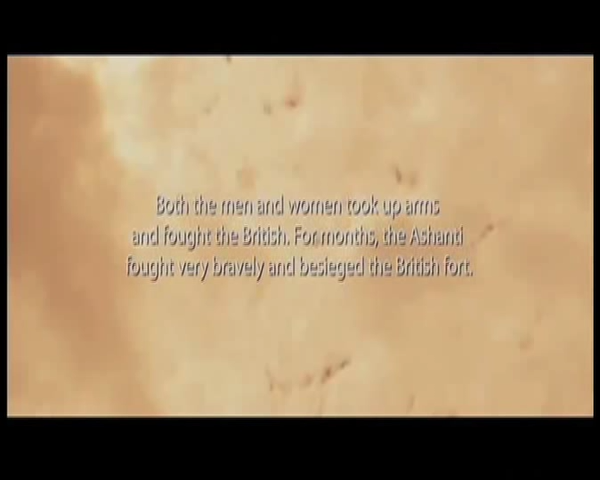 Both the men and women took up arms
and fought the British. For months, the Ashanti
fought very bravely and besieged the British fort.